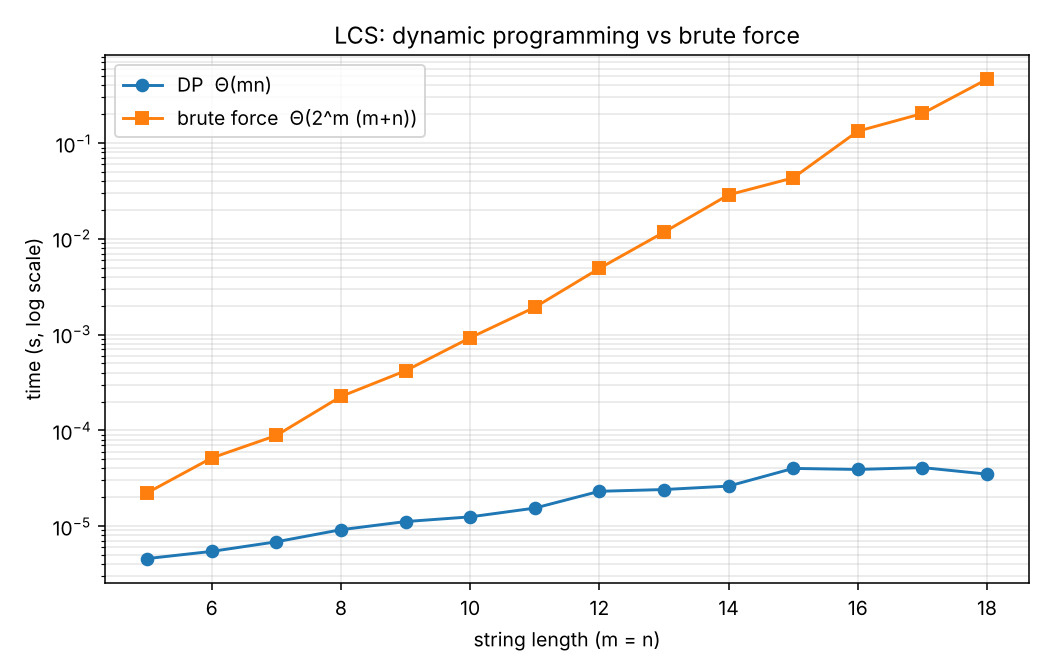 LCS: dynamic programming vs brute force
DP Θ(mn)
brute force Θ(2^m (m+n))
time (s, log scale)
10⁻¹
10⁻²
10⁻³
10⁻⁴
10⁻⁵
6 8 10 12 14 16 18
string length (m = n)